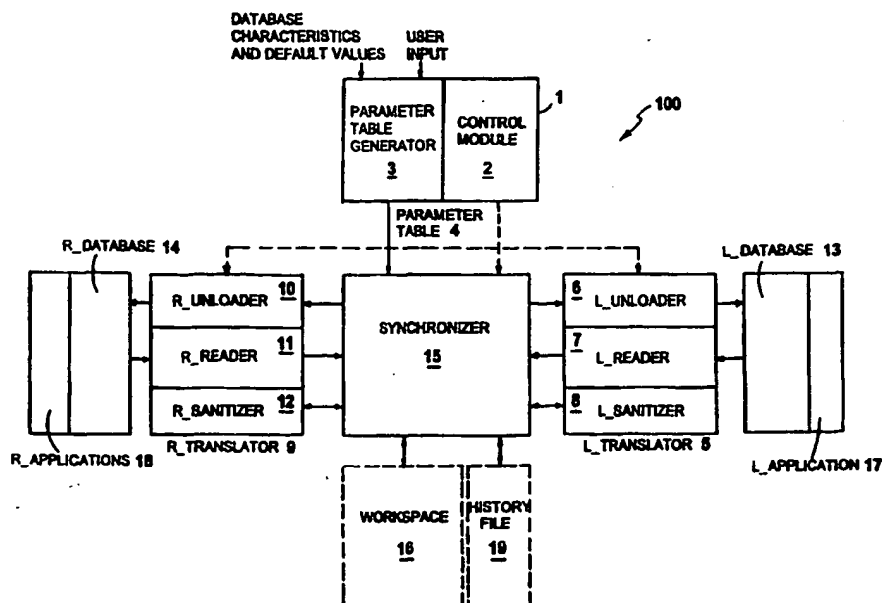 DATABASE
CHARACTERISTICS
AND DEFAULT VALUES
USER
INPUT
1
100
PARAMETER
TABLE
GENERATOR
3
CONTROL
MODULE
2
PARAMETER
TABLE 4
R_DATABASE 14
L_DATABASE 13
R_UNLOADER 10
R_READER 11
R_SANITIZER 12
R_TRANSLATOR 9
R_APPLICATIONS 18
SYNCHRONIZER
15
6 L_UNLOADER
7 L_READER
8 L_SANITIZER
L_TRANSLATOR 5
L_APPLICATION 17
WORKSPACE
16
HISTORY
FILE
19